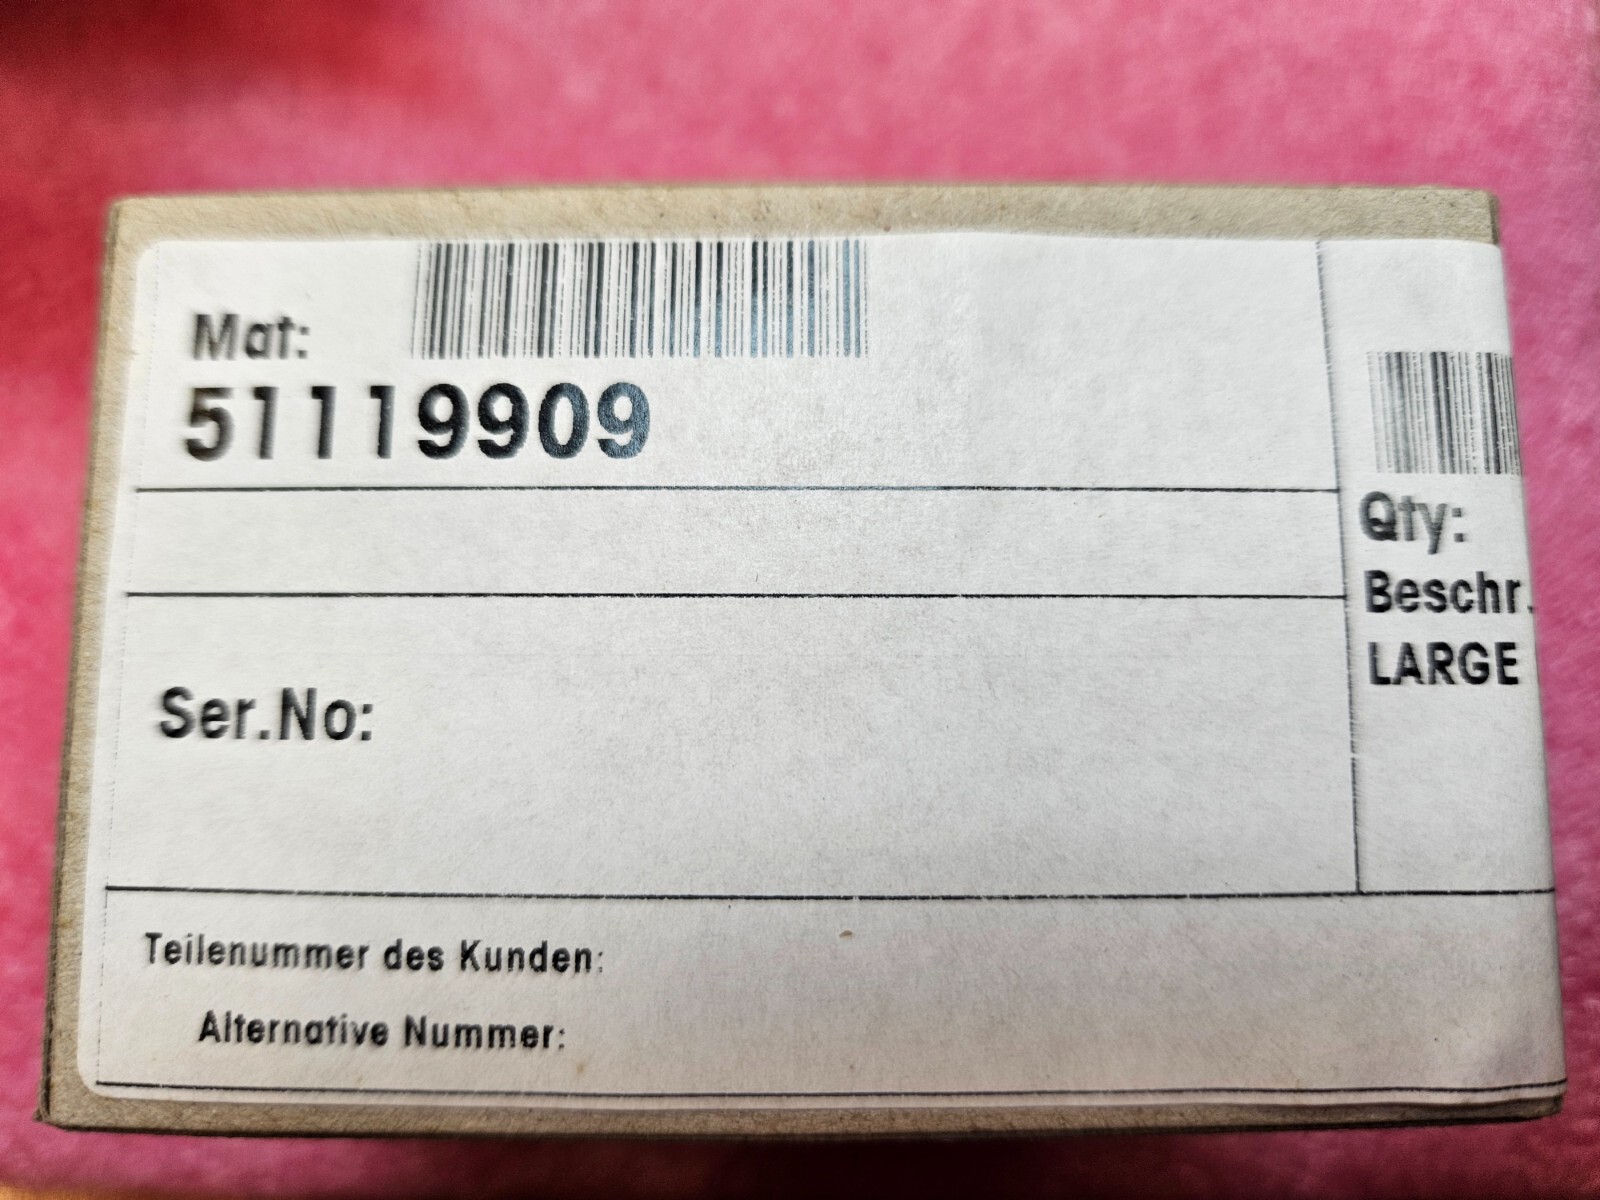 Mat:
51119909
Qty:
Beschr.
LARGE
Ser.No:
Teilenummer des Kunden:
Alternative Nummer: